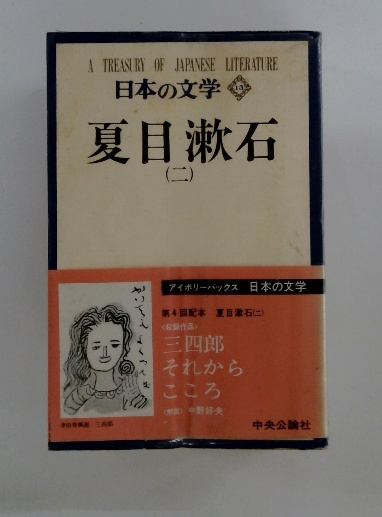 A TREASURY OF JAPANESE LITERATURE
日本の文学 13
夏目漱石
(二)
アイボリーバックス 日本の文学
第4回配本 夏目漱石(二)
〈収録作品〉
三四郎
それから
こころ
〈解説〉中野好夫
三四郎
中央公論社